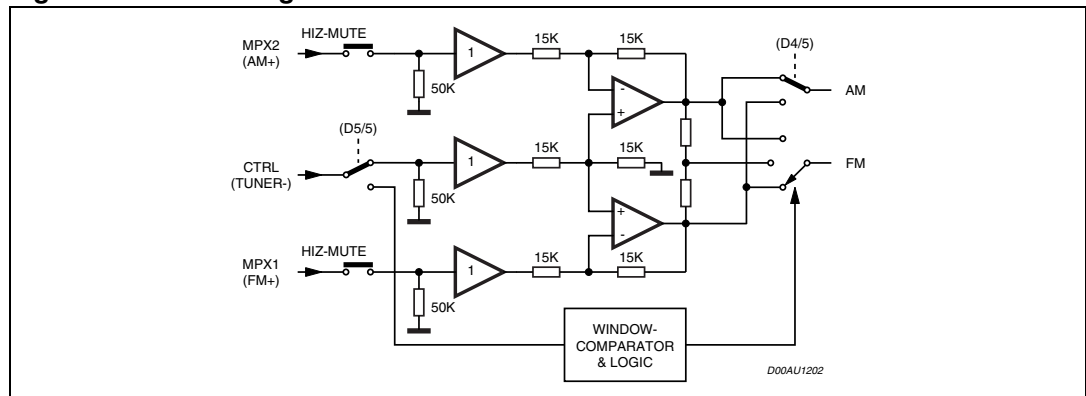 HIZ-MUTE
MPX2
(AM+)
1
15K
15K
50K
-
+
(D4/5)
AM
(D5/5)
CTRL
(TUNER-)
1
15K
15K
50K
FM
+
-
HIZ-MUTE
MPX1
(FM+)
1
15K
15K
50K
WINDOW-
COMPARATOR
& LOGIC
D00AU1202